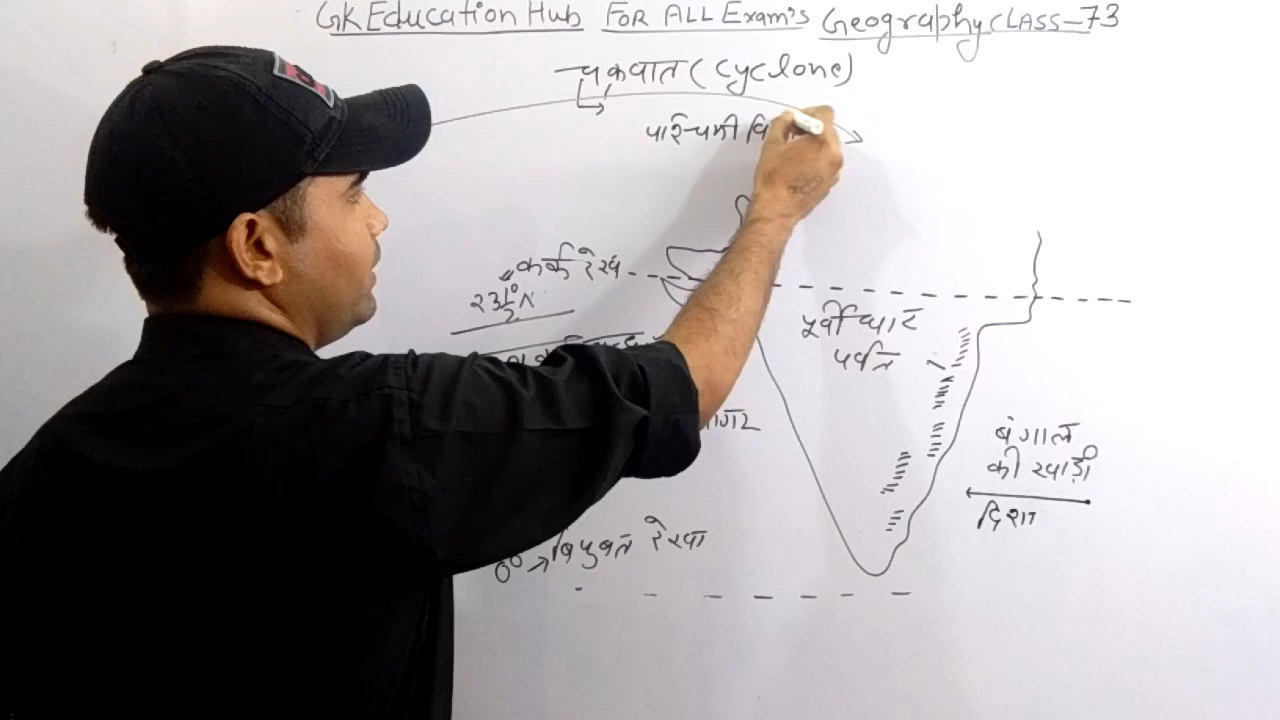 GK Education Hub For ALL Exam's Geography CLASS-73
चक्रवात (Cyclone)
पश्चिमी वि
कर्क रेखा
23½°N
पूर्वी घाट
पर्वत
बंगाल
की खाड़ी
दिशा
0° → विषुवत रेखा